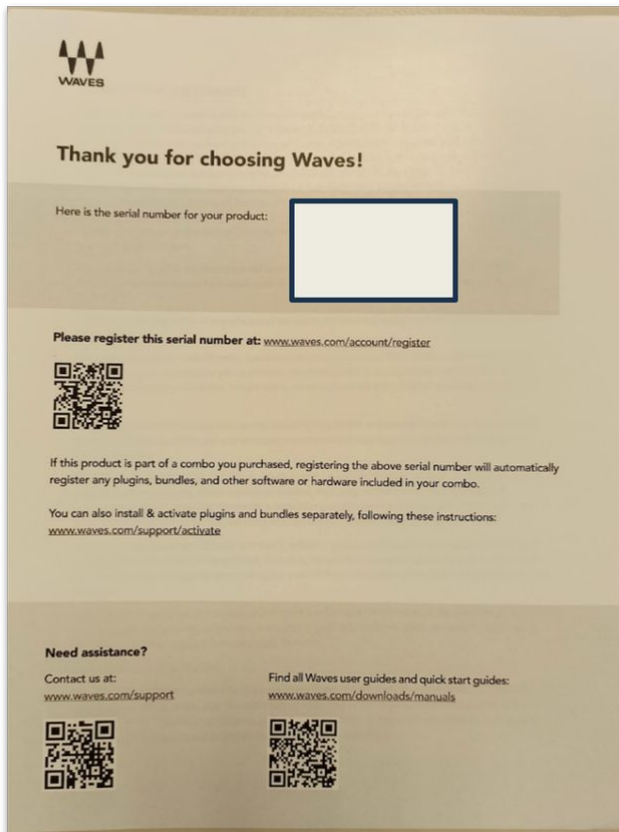 WAVES
Thank you for choosing Waves!
Here is the serial number for your product:
Please register this serial number at: www.waves.com/account/register
If this product is part of a combo you purchased, registering the above serial number will automatically
register any plugins, bundles, and other software or hardware included in your combo.
You can also install & activate plugins and bundles separately, following these instructions:
www.waves.com/support/activate
Need assistance?
Contact us at:
www.waves.com/support
Find all Waves user guides and quick start guides:
www.waves.com/downloads/manuals